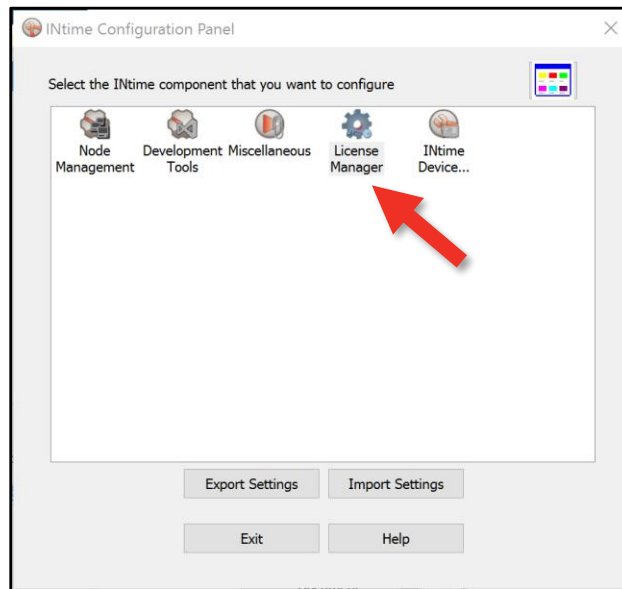 INtime Configuration Panel
Select the INtime component that you want to configure
Node Management
Development Tools
Miscellaneous
License Manager
INtime Device...
Export Settings
Import Settings
Exit
Help